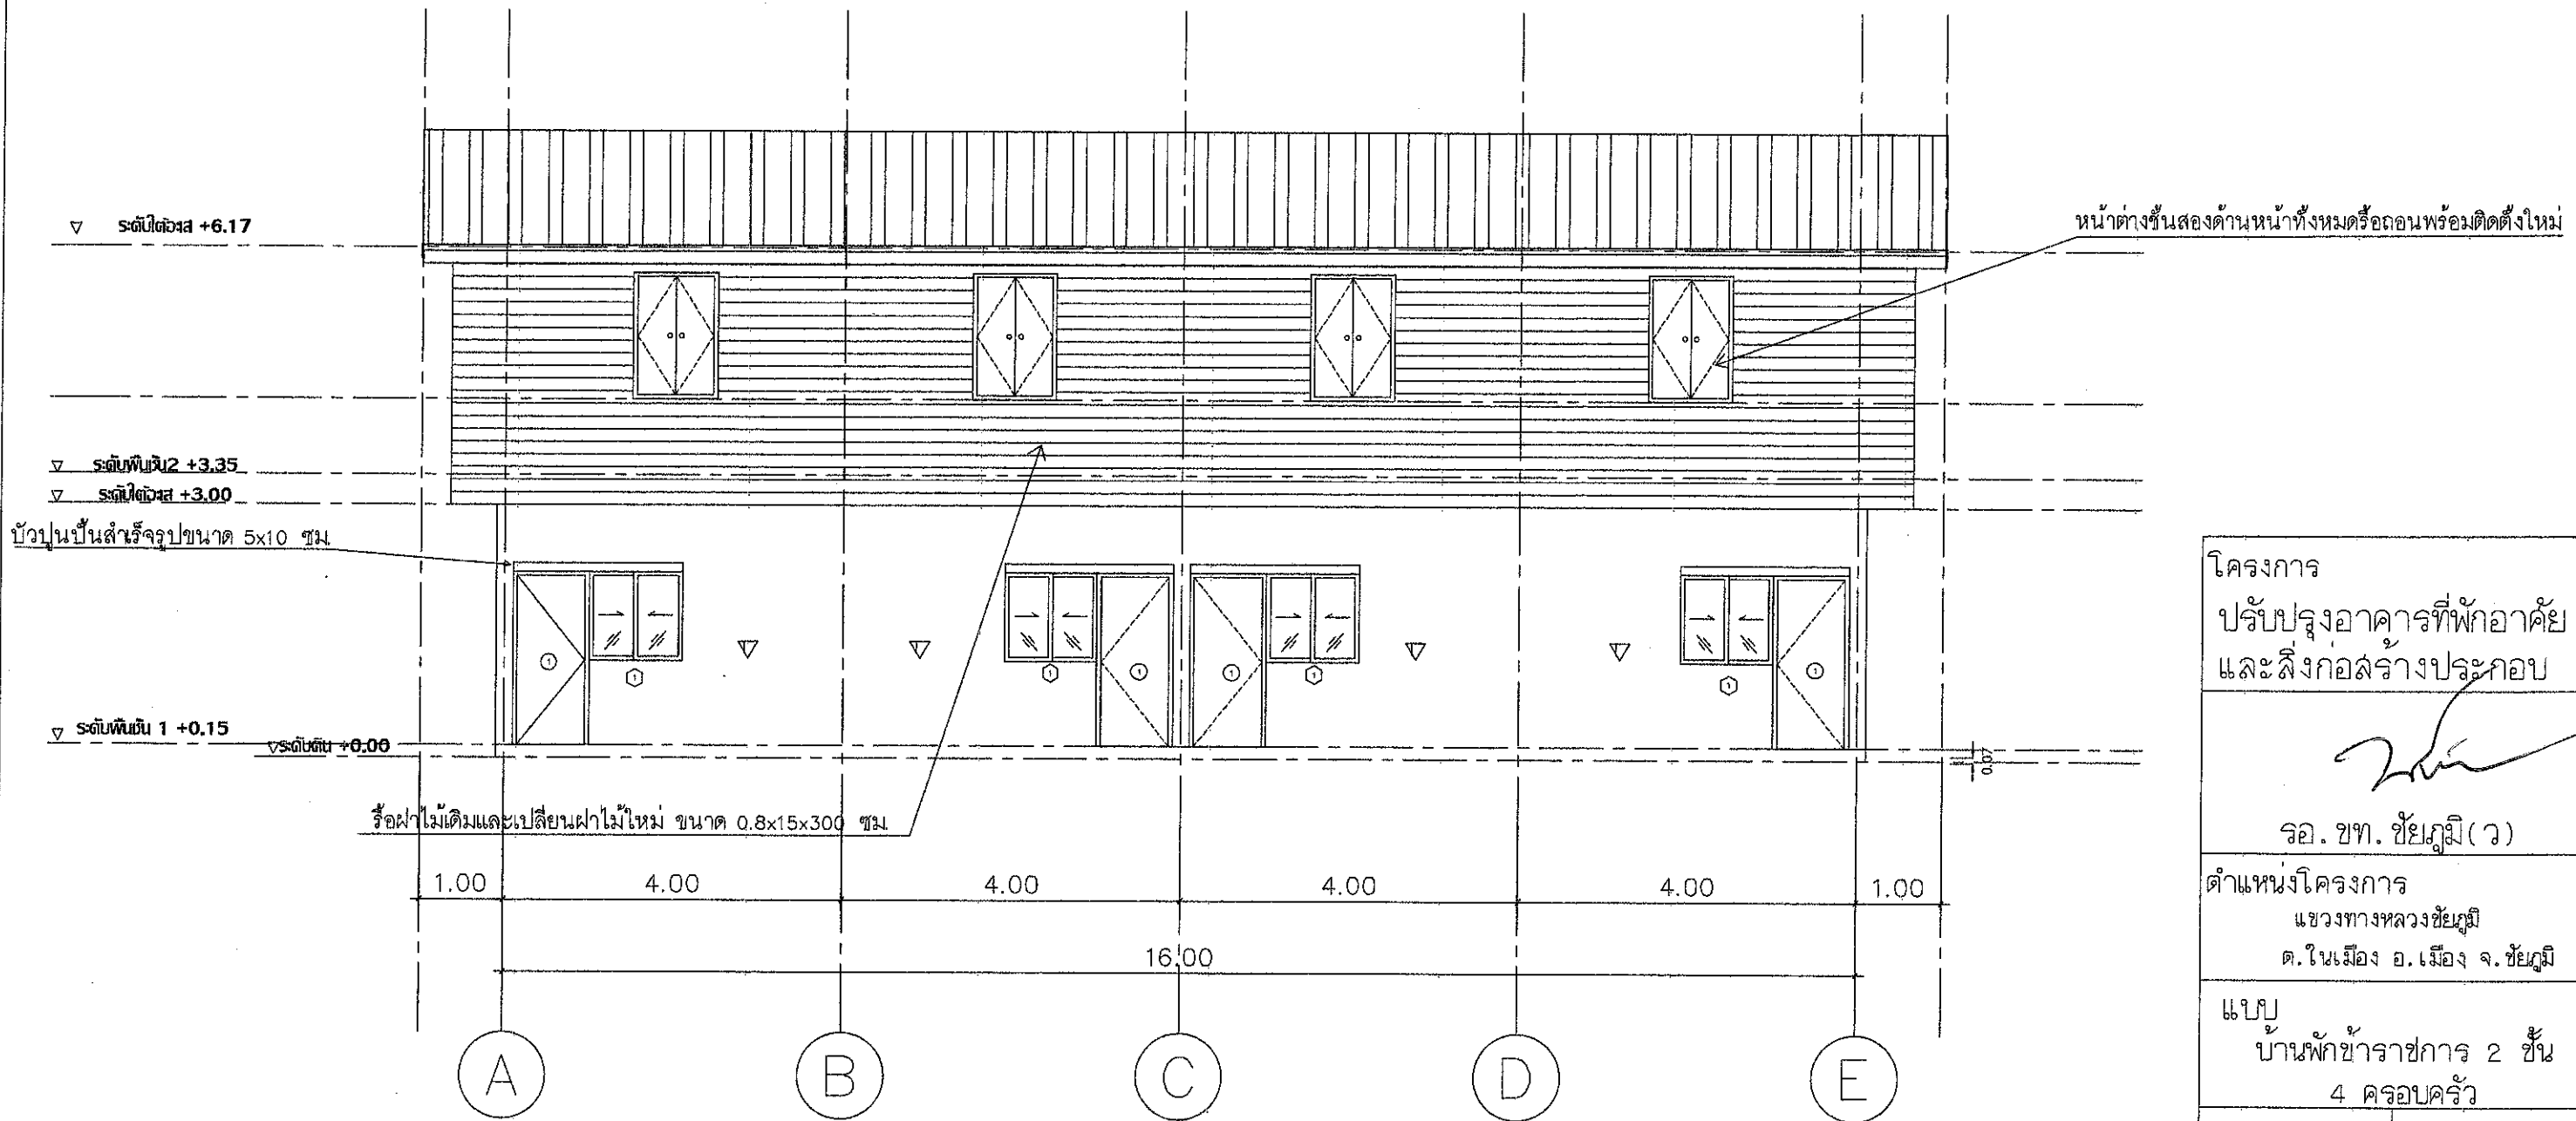 ระดับใต้อะเส +6.17
หน้าต่างชั้นสองด้านหน้าทั้งหมดรื้อถอนพร้อมติดตั้งใหม่
ระดับพื้นชั้น2 +3.35
+3.00
บัวปูนปั้นสำเร็จรูปขนาด 5x10 ซม.
1
1
1
1
1
1
1
1
ระดับพื้นชั้น 1 +0.15
ระดับดิน +0.00
0.07
รื้อฝาไม้เดิมและเปลี่ยนฝาไม้ใหม่ ขนาด 0.8x15x300 ซม.
1.00 4.00 4.00 4.00 4.00 1.00
16.00
A B C D E
โครงการ
ปรับปรุงอาคารที่พักอาศัย
และสิ่งก่อสร้างประกอบ
รอ.ขท.ชัยภูมิ(ว)
ตำแหน่งโครงการ
แขวงทางหลวงชัยภูมิ
ต.ในเมือง อ.เมือง จ.ชัยภูมิ
แบบ
บ้านพักข้าราชการ 2 ชั้น
4 ครอบครัว